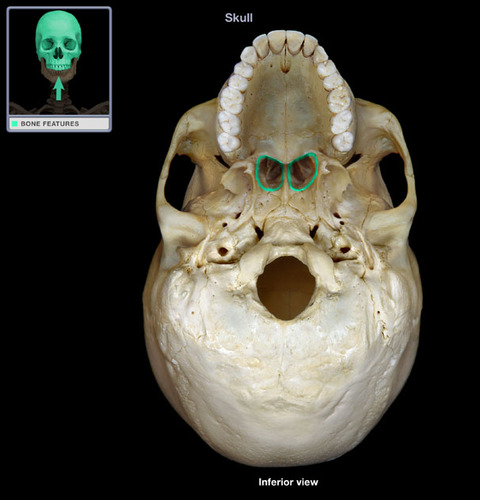 Skull
BONE FEATURES
Inferior view